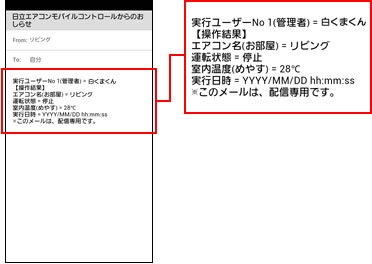 日立エアコンモバイルコントロールからのお
しらせ
From: リビング
To: 自分
実行ユーザーNo 1(管理者) = 白くまくん
【操作結果】
エアコン名(お部屋) = リビング
運転状態 = 停止
室内温度(めやす) = 28℃
実行日時 = YYYY/MM/DD hh:mm:ss
※このメールは、配信専用です。
実行ユーザーNo 1(管理者) = 白くまくん
【操作結果】
エアコン名(お部屋) = リビング
運転状態 = 停止
室内温度(めやす) = 28℃
実行日時 = YYYY/MM/DD hh:mm:ss
※このメールは、配信専用です。